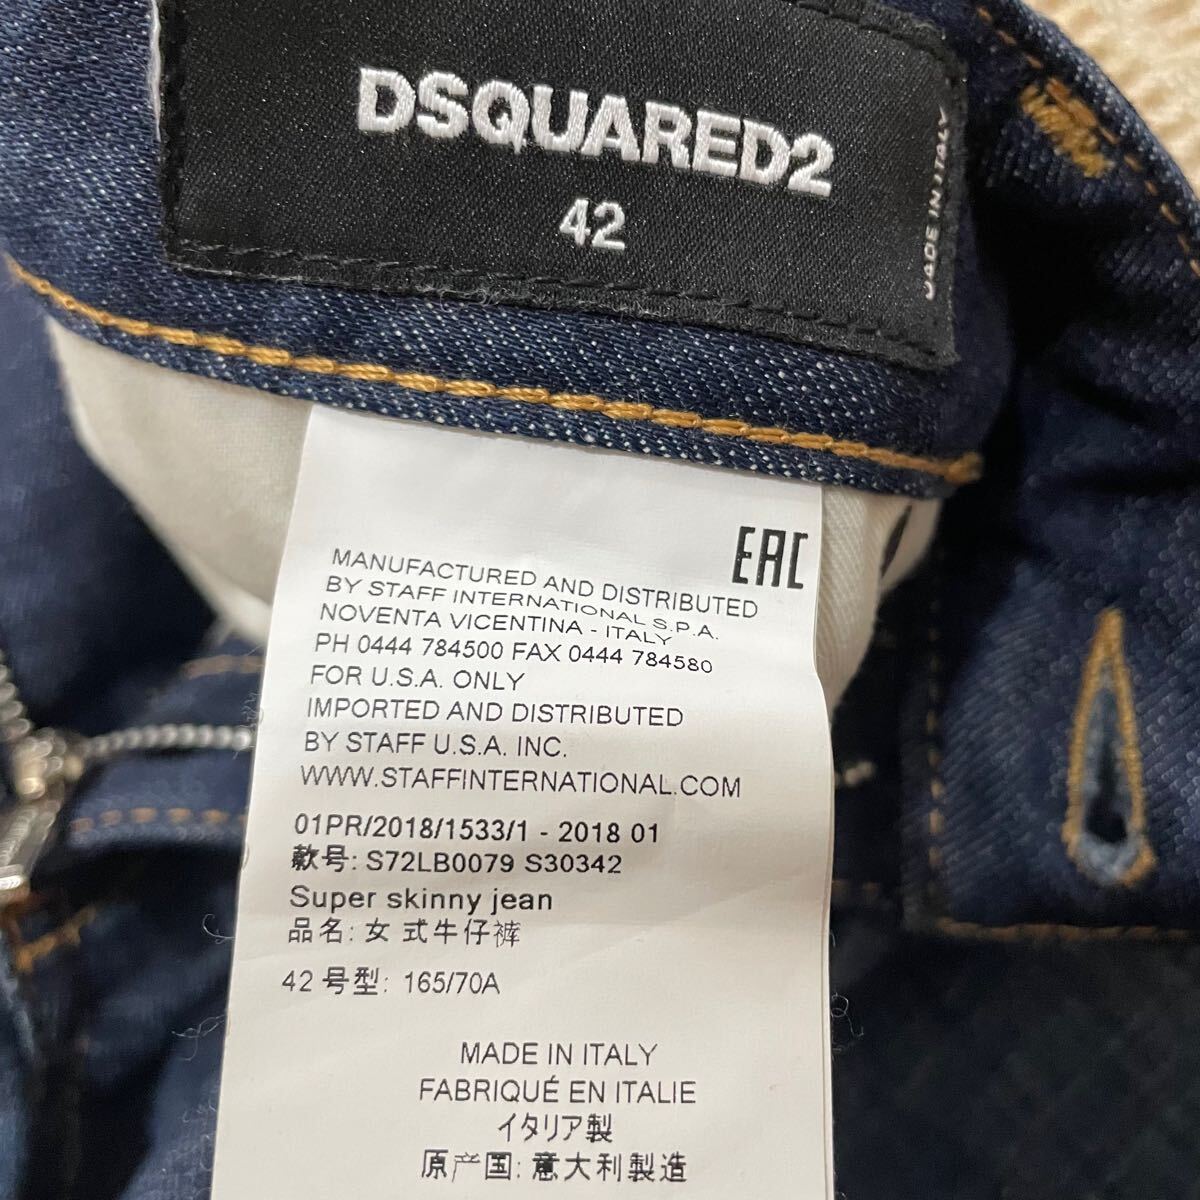 DSQUARED2
42
MADE IN ITALY
EAC
MANUFACTURED AND DISTRIBUTED
BY STAFF INTERNATIONAL S.P.A.
NOVENTA VICENTINA - ITALY
PH 0444 784500 FAX 0444 784580
FOR U.S.A. ONLY
IMPORTED AND DISTRIBUTED
BY STAFF U.S.A. INC.
WWW.STAFFINTERNATIONAL.COM
01PR/2018/1533/1 - 2018 01
款号: S72LB0079 S30342
Super skinny jean
品名: 女 式牛仔裤
42 号型: 165/70A
MADE IN ITALY
FABRIQUÉ EN ITALIE
イタリア製
原产国: 意大利製造